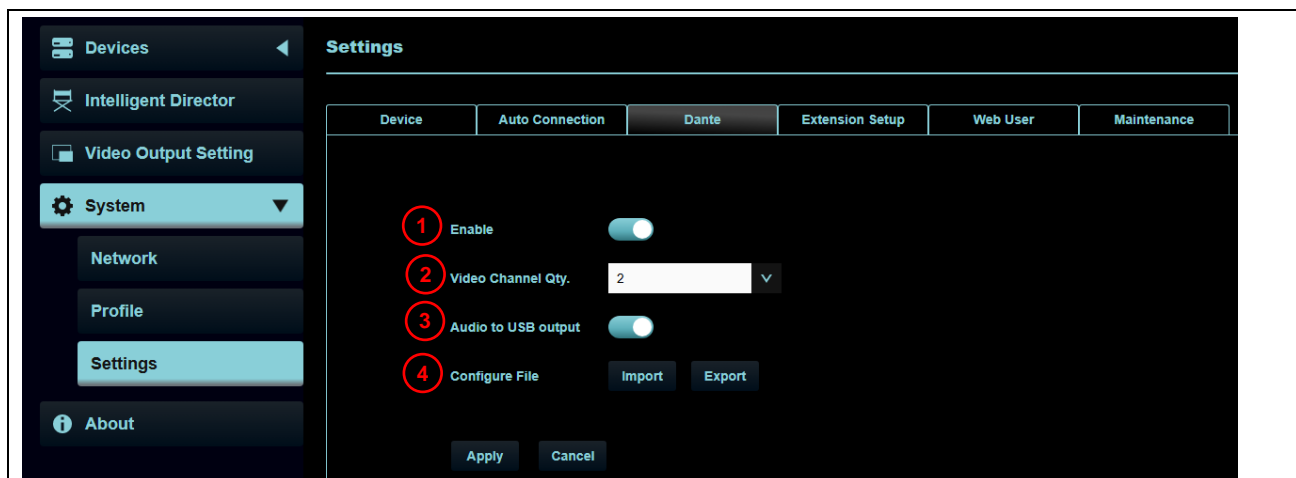 Devices
Intelligent Director
Video Output Setting
System
Network
Profile
Settings
About
Settings
Device Auto Connection Dante Extension Setup Web User Maintenance
1 Enable
2 Video Channel Qty. 2
3 Audio to USB output
4 Configure File Import Export
Apply Cancel